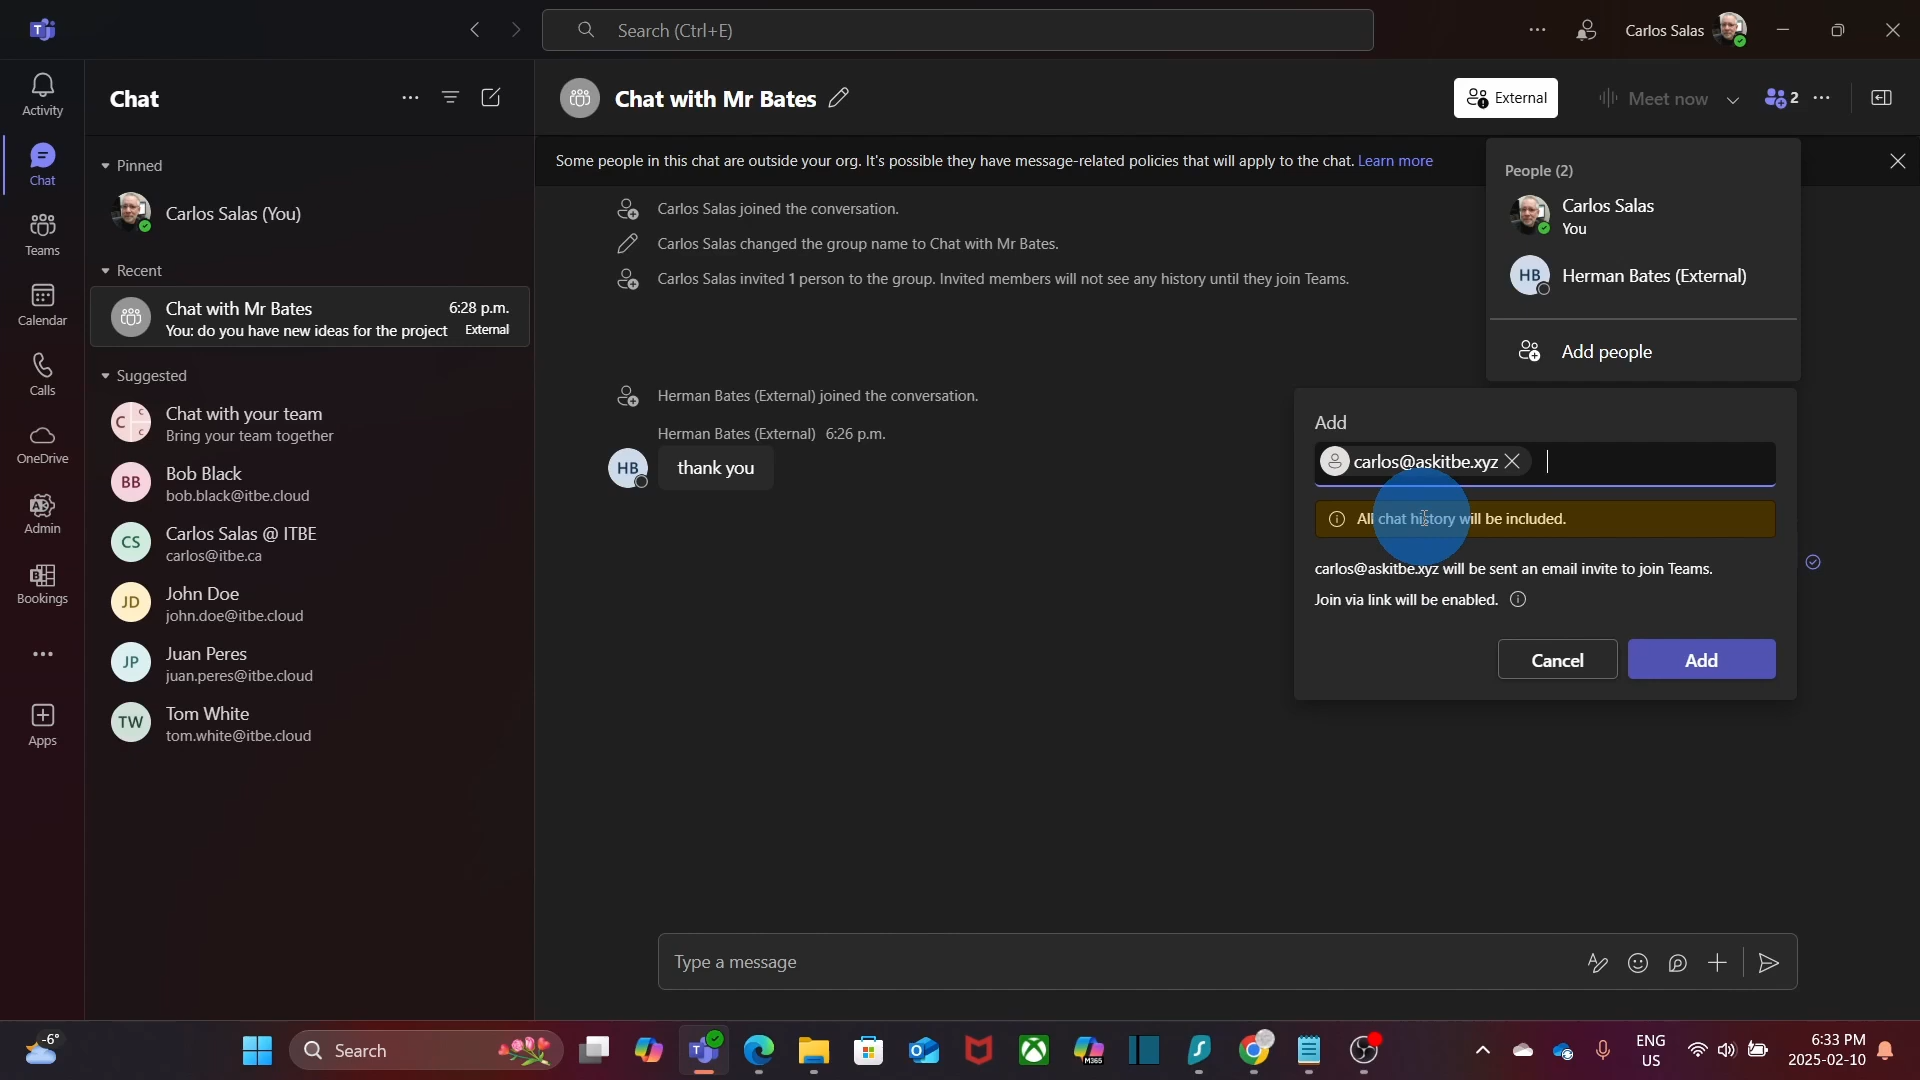 Search (Ctrl+E)
Carlos Salas
Activity
Chat
Teams
Calendar
Calls
OneDrive
Admin
Bookings
Apps
Chat
Pinned
Carlos Salas (You)
Recent
Chat with Mr Bates 6:28 p.m.
You: do you have new ideas for the project External
Suggested
C C C Chat with your team
Bring your team together
BB Bob Black
bob.black@itbe.cloud
CS Carlos Salas @ ITBE
carlos@itbe.ca
JD John Doe
john.doe@itbe.cloud
JP Juan Peres
juan.peres@itbe.cloud
TW Tom White
tom.white@itbe.cloud
Chat with Mr Bates
External
Meet now
2
Some people in this chat are outside your org. It's possible they have message-related policies that will apply to the chat. Learn more
Carlos Salas joined the conversation.
Carlos Salas changed the group name to Chat with Mr Bates.
Carlos Salas invited 1 person to the group. Invited members will not see any history until they join Teams.
Herman Bates (External) joined the conversation.
Herman Bates (External) 6:26 p.m.
HB thank you
People (2)
Carlos Salas
You
HB Herman Bates (External)
Add people
Add
carlos@askitbe.xyz
All chat history will be included.
carlos@askitbe.xyz will be sent an email invite to join Teams.
Join via link will be enabled.
Cancel Add
Type a message
-6°
Search
M365
ENG
US
6:33 PM
2025-02-10